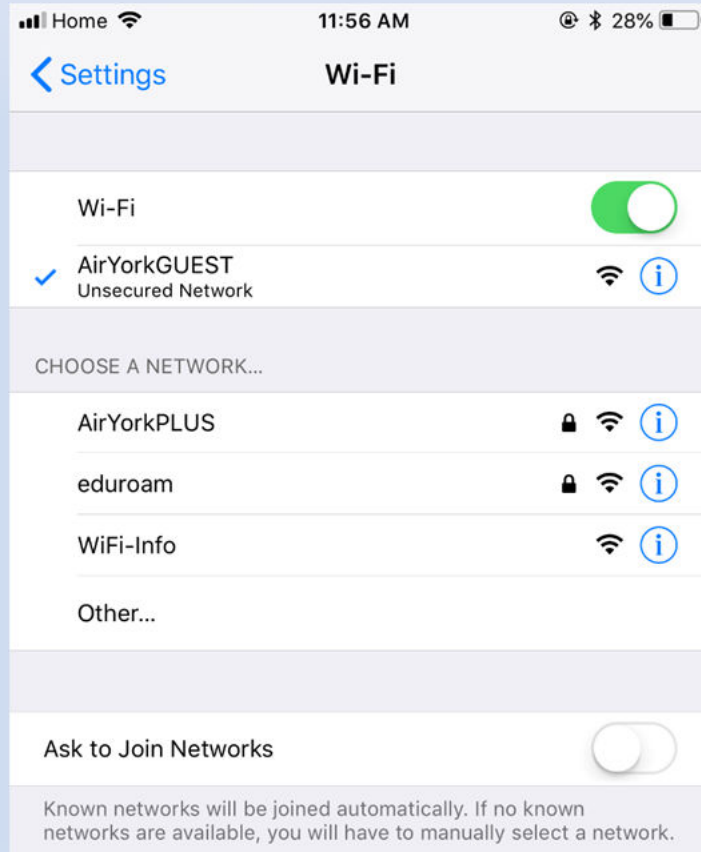 Home 11:56 AM 28%
Settings Wi-Fi
Wi-Fi
AirYorkGUEST
Unsecured Network
CHOOSE A NETWORK...
AirYorkPLUS
eduroam
WiFi-Info
Other...
Ask to Join Networks
Known networks will be joined automatically. If no known
networks are available, you will have to manually select a network.